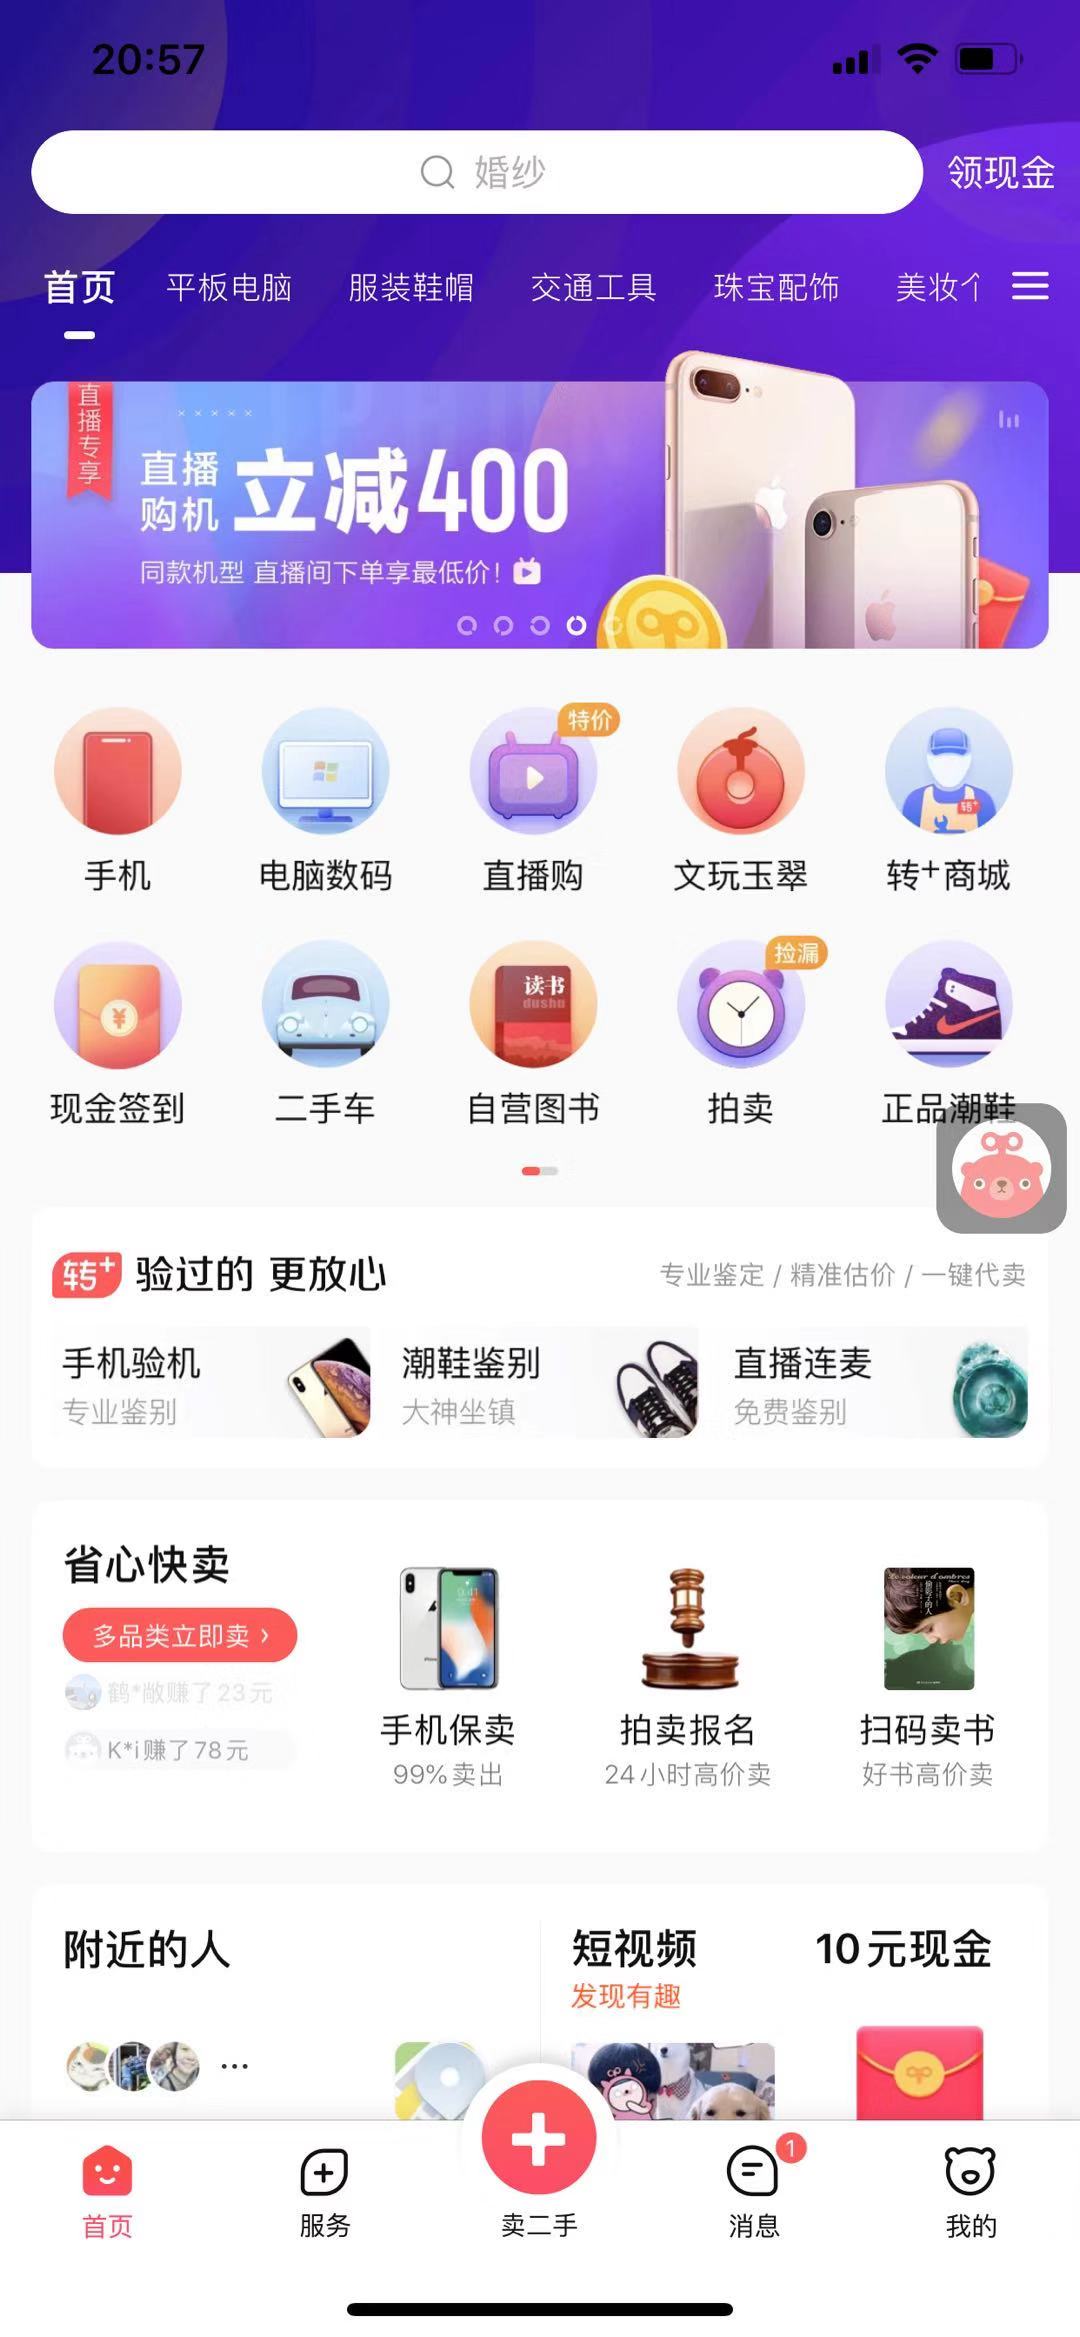 20:57
婚纱
领现金
首页 平板电脑 服装鞋帽 交通工具 珠宝配饰 美妆个
直播专享
直播购机 立减400
同款机型 直播间下单享最低价!
特价
手机 电脑数码 直播购 文玩玉翠 转+商城
转+
¥
读书
dushu
捡漏
现金签到 二手车 自营图书 拍卖 正品潮鞋
转+ 验过的 更放心 专业鉴定 / 精准估价 / 一键代卖
手机验机 潮鞋鉴别 直播连麦
专业鉴别 大神坐镇 免费鉴别
省心快卖
多品类立即卖 ›
鹤*敞赚了23元
K*i赚了78元
9:41
偷影子的人
手机保卖 拍卖报名 扫码卖书
99%卖出 24小时高价卖 好书高价卖
附近的人 短视频 10元现金
发现有趣
...
1
首页 服务 卖二手 消息 我的